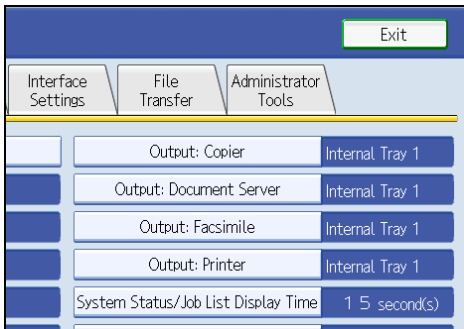 Exit
Interface Settings
File Transfer
Administrator Tools
Output: Copier Internal Tray 1
Output: Document Server Internal Tray 1
Output: Facsimile Internal Tray 1
Output: Printer Internal Tray 1
System Status/Job List Display Time 15 second(s)